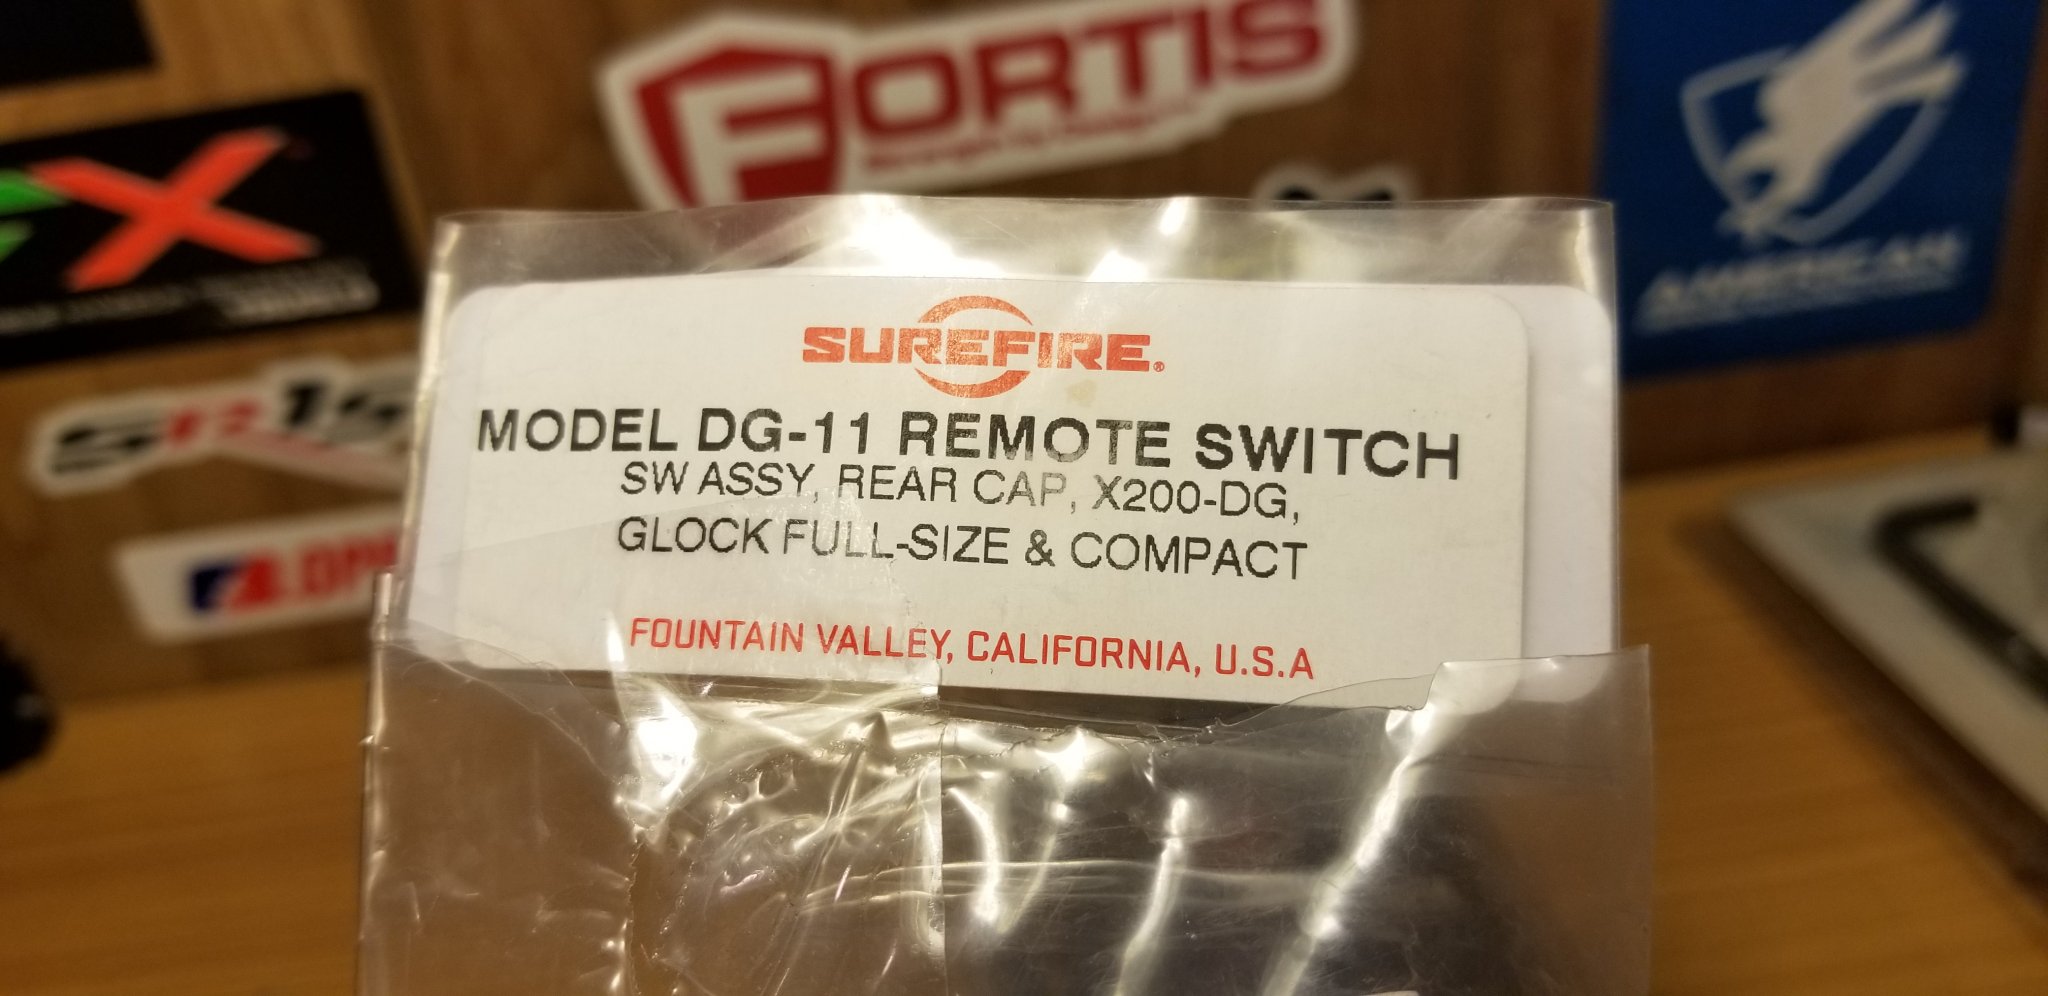 FORTIS
X
AMERICAN
SUREFIRE®
MODEL DG-11 REMOTE SWITCH
SW ASSY, REAR CAP, X200-DG,
GLOCK FULL-SIZE & COMPACT
FOUNTAIN VALLEY, CALIFORNIA, U.S.A